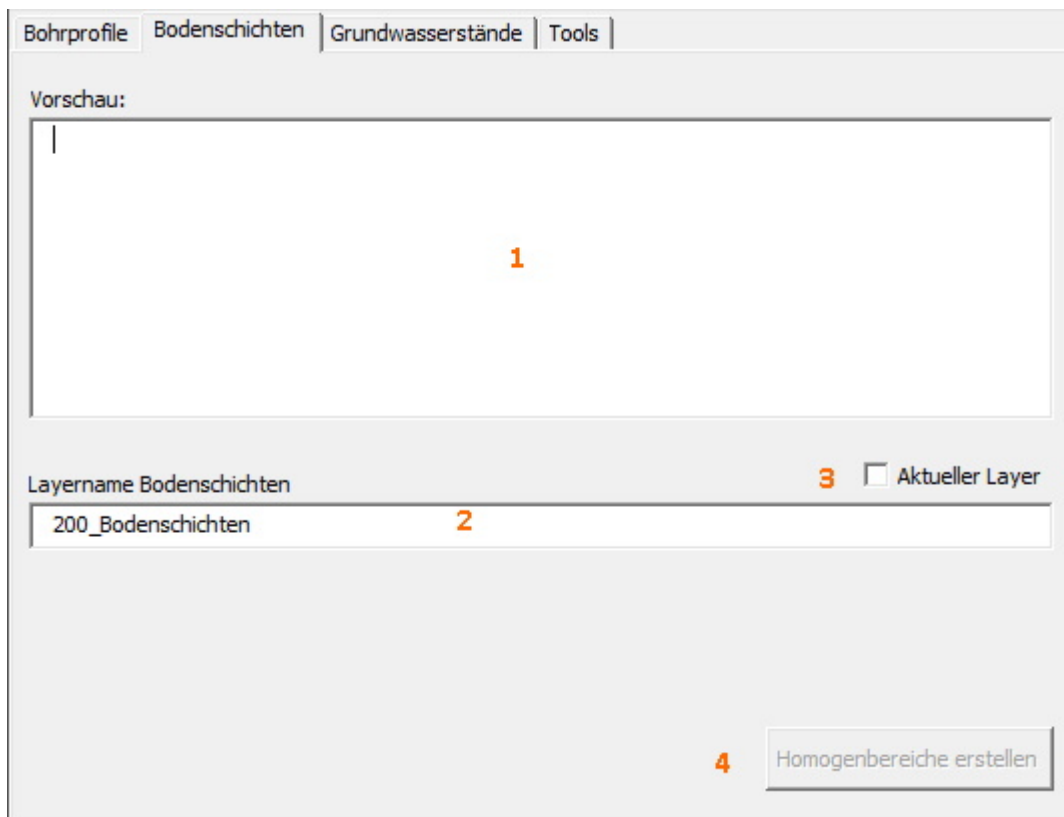 Bohrprofile Bodenschichten Grundwasserstände Tools
Vorschau:
1
Layername Bodenschichten 3 Aktueller Layer
200_Bodenschichten 2
4 Homogenbereiche erstellen